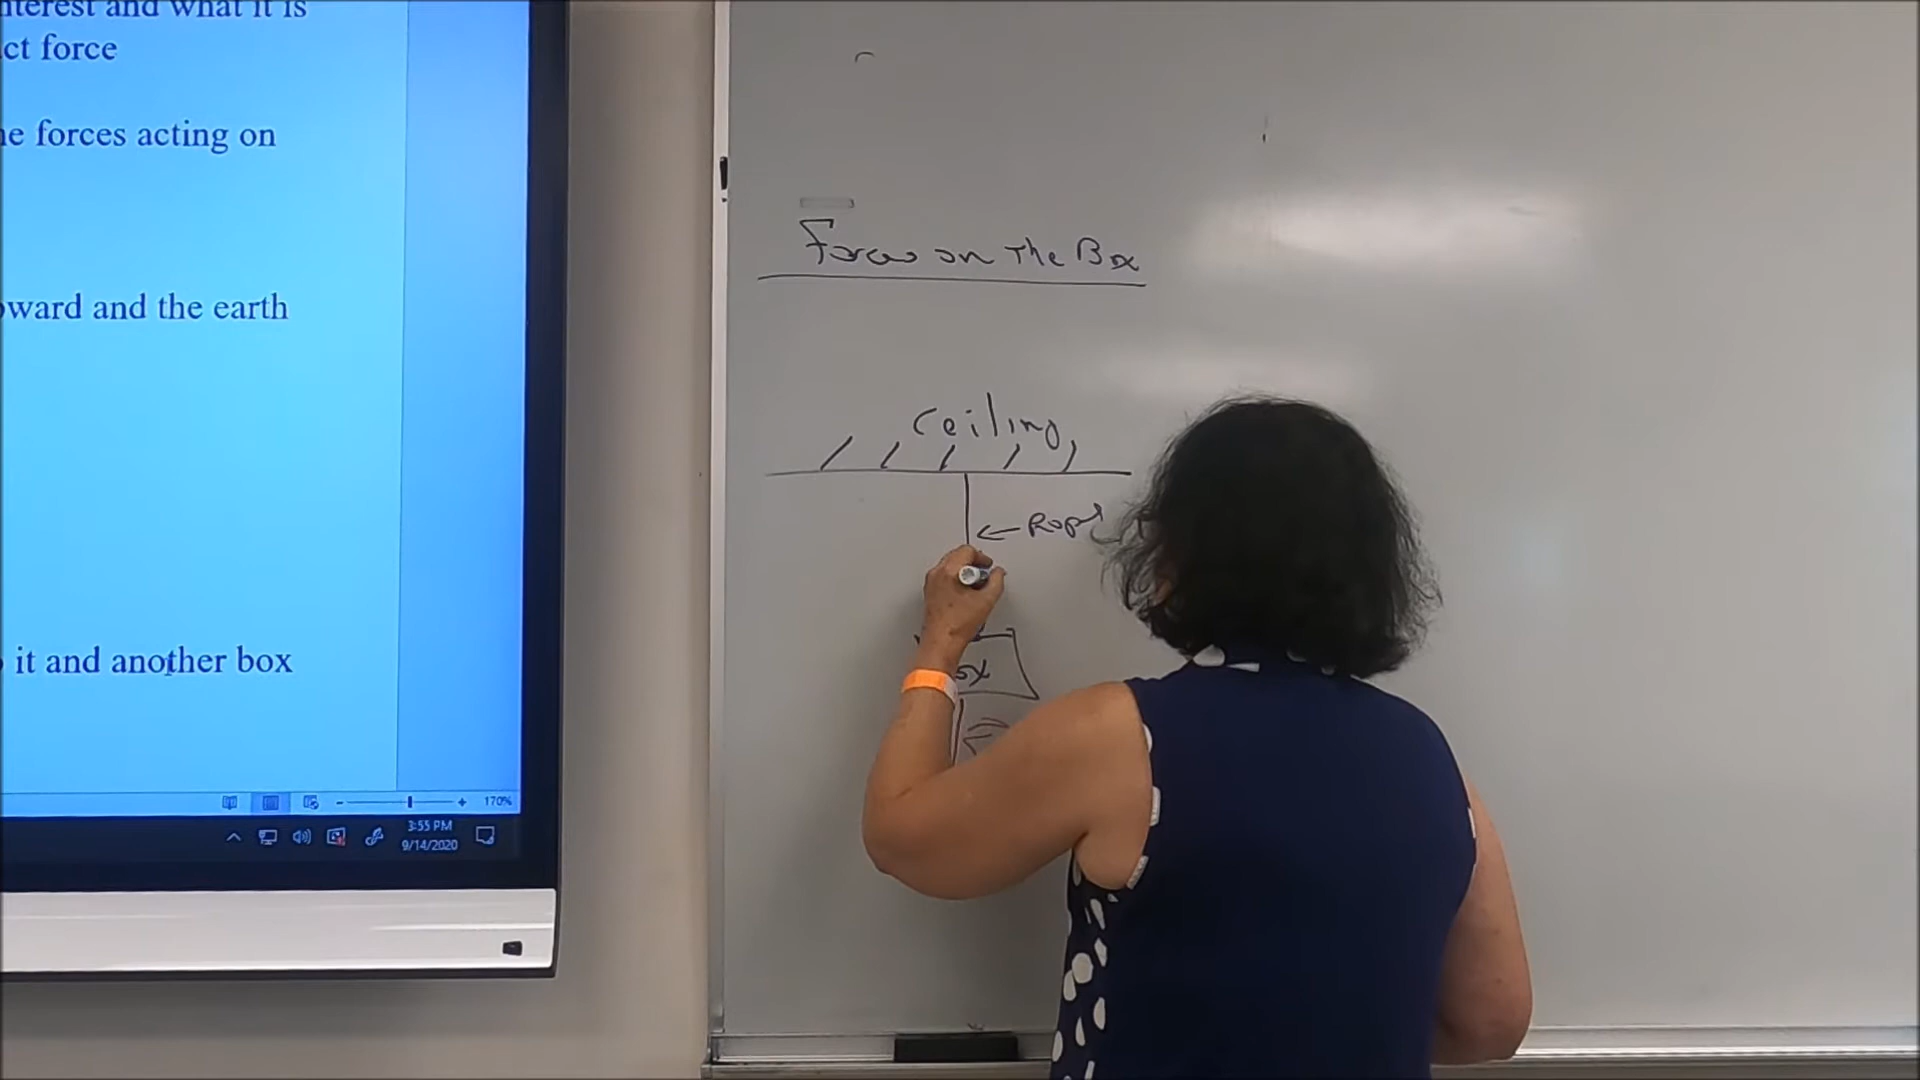 nterest and what it is
ct force
e forces acting on
ward and the earth
it and another box
170%
3:55 PM
9/14/2020
Forces on The Box
Ceiling
Rope
ox